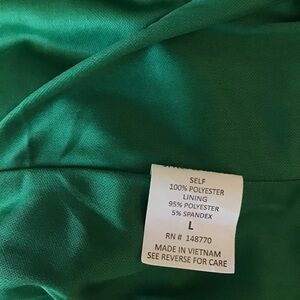 SELF
100% POLYESTER
LINING
95% POLYESTER
5% SPANDEX
L
RN # 148770
MADE IN VIETNAM
SEE REVERSE FOR CARE